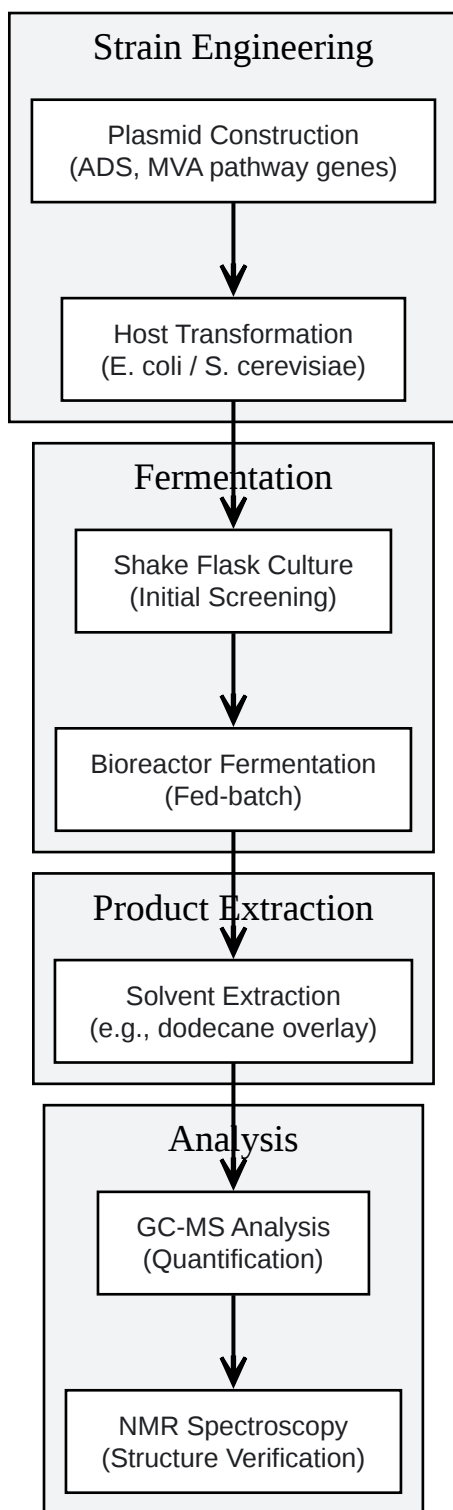 Strain Engineering
Plasmid Construction
(ADS, MVA pathway genes)
Host Transformation
(E. coli / S. cerevisiae)
Fermentation
Shake Flask Culture
(Initial Screening)
Bioreactor Fermentation
(Fed-batch)
Product Extraction
Solvent Extraction
(e.g., dodecane overlay)
Analysis
GC-MS Analysis
(Quantification)
NMR Spectroscopy
(Structure Verification)